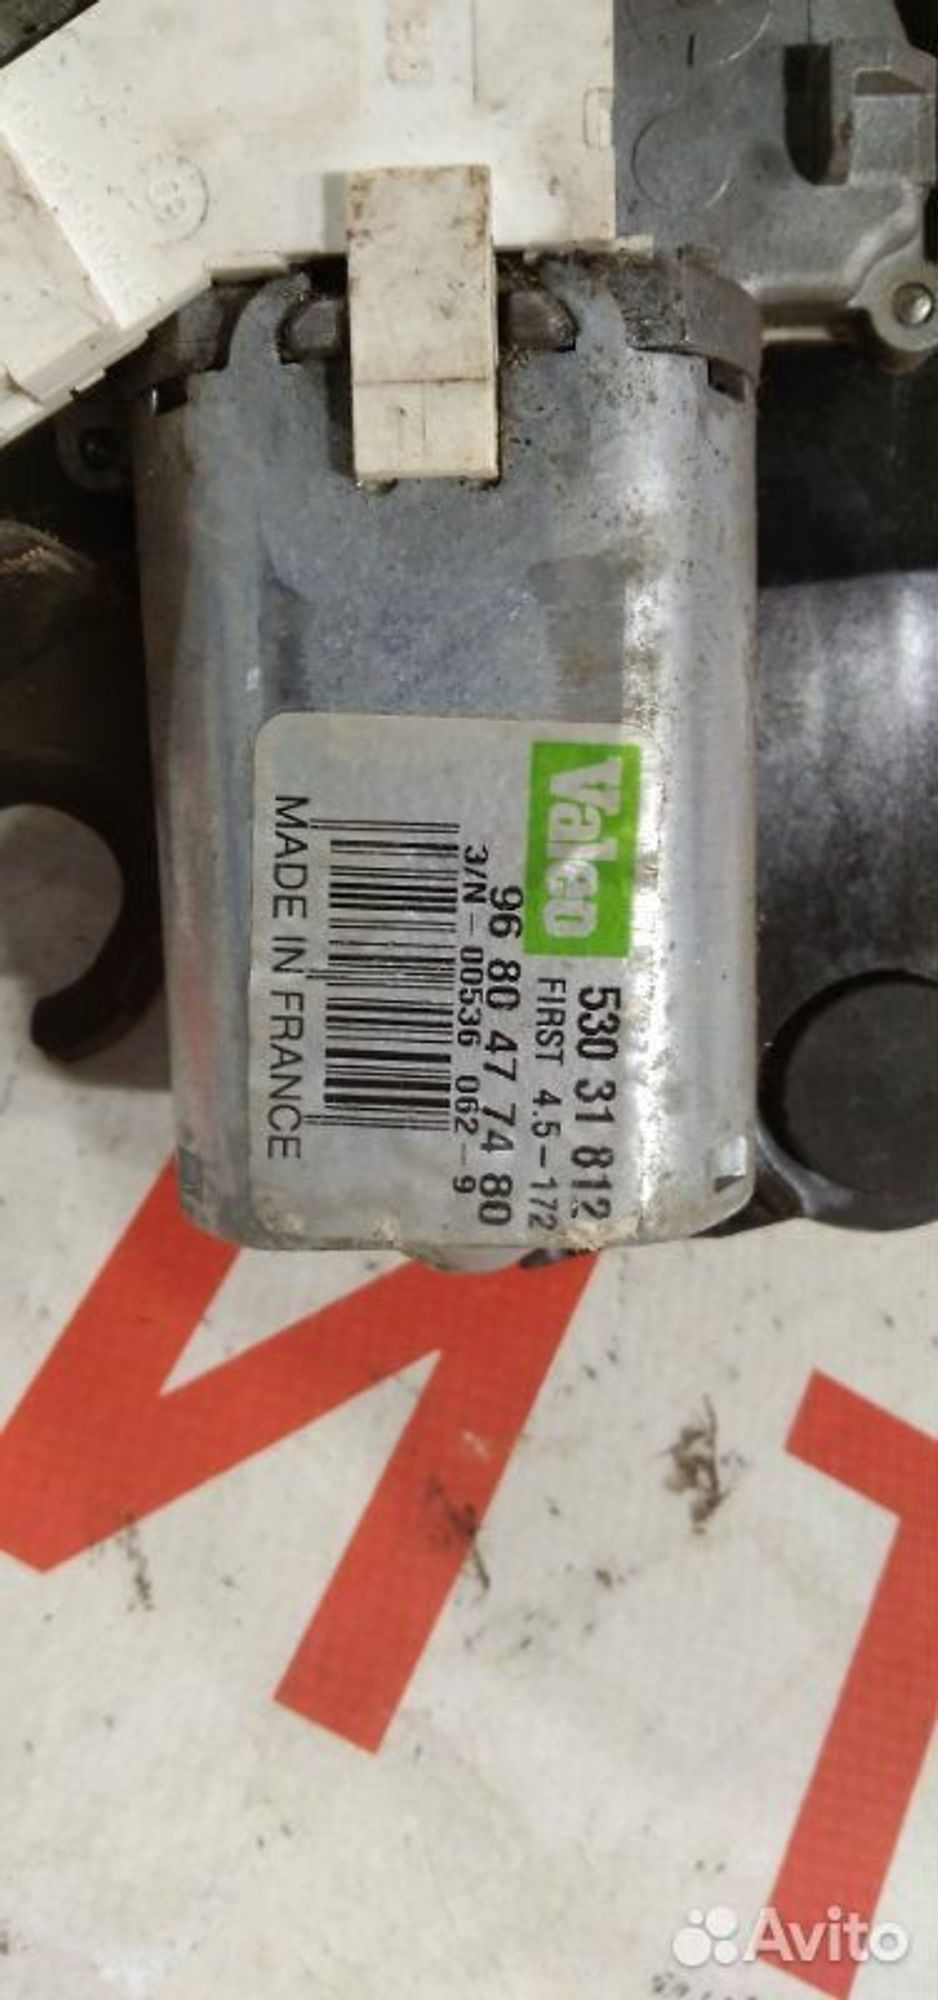 Valeo
530 31 812
FIRST 4.5-172
96 80 47 74 80
3/N-00536 062-9
MADE IN FRANCE
Avito